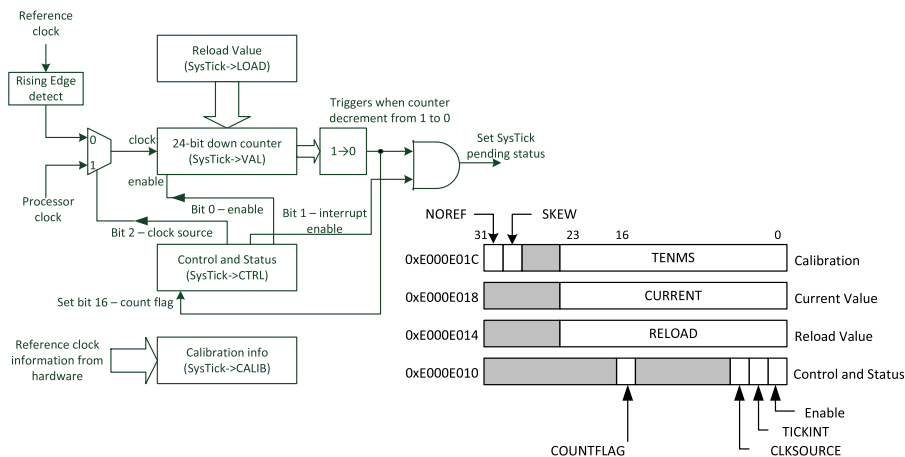 Reference
clock
Rising Edge
detect
Reload Value
(SysTick->LOAD)
Triggers when counter
decrement from 1 to 0
0
1
clock
24-bit down counter
(SysTick->VAL)
1→0
Set SysTick
pending status
enable
Processor
clock
Bit 0 – enable
Bit 1 – interrupt
enable
Bit 2 – clock source
Control and Status
(SysTick->CTRL)
Set bit 16 – count flag
Reference clock
information from
hardware
Calibration info
(SysTick->CALIB)
NOREF
SKEW
31 23 16 0
0xE000E01C TENMS Calibration
0xE000E018 CURRENT Current Value
0xE000E014 RELOAD Reload Value
0xE000E010 Control and Status
Enable
TICKINT
COUNTFLAG CLKSOURCE